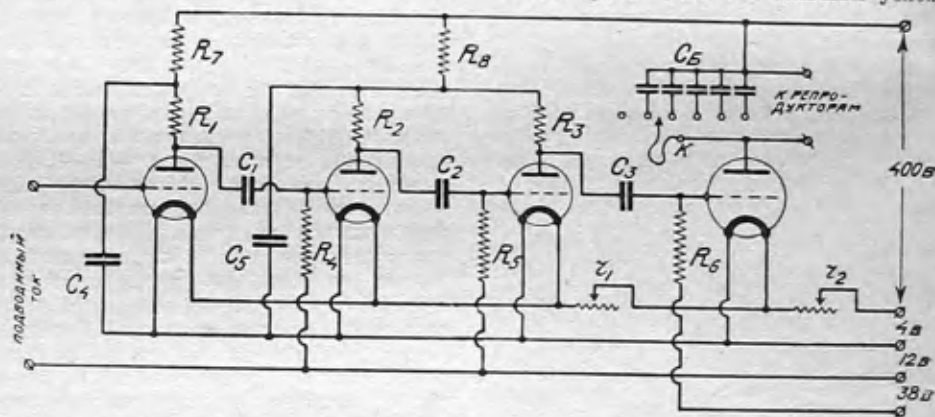 R7
R8
CБ
К РЕПРО-
ДУКТОРАМ
R1
R2
R3
К
C1
C2
C3
400в
ПОДВОДИМЫЙ
ТОК
C4
C5
R4
R5
R6
r1
r2
4в
12в
38в